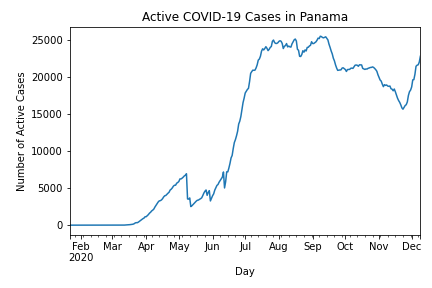 Active COVID-19 Cases in Panama
Number of Active Cases
25000
20000
15000
10000
5000
0
Feb Mar Apr May Jun Jul Aug Sep Oct Nov Dec
2020
Day